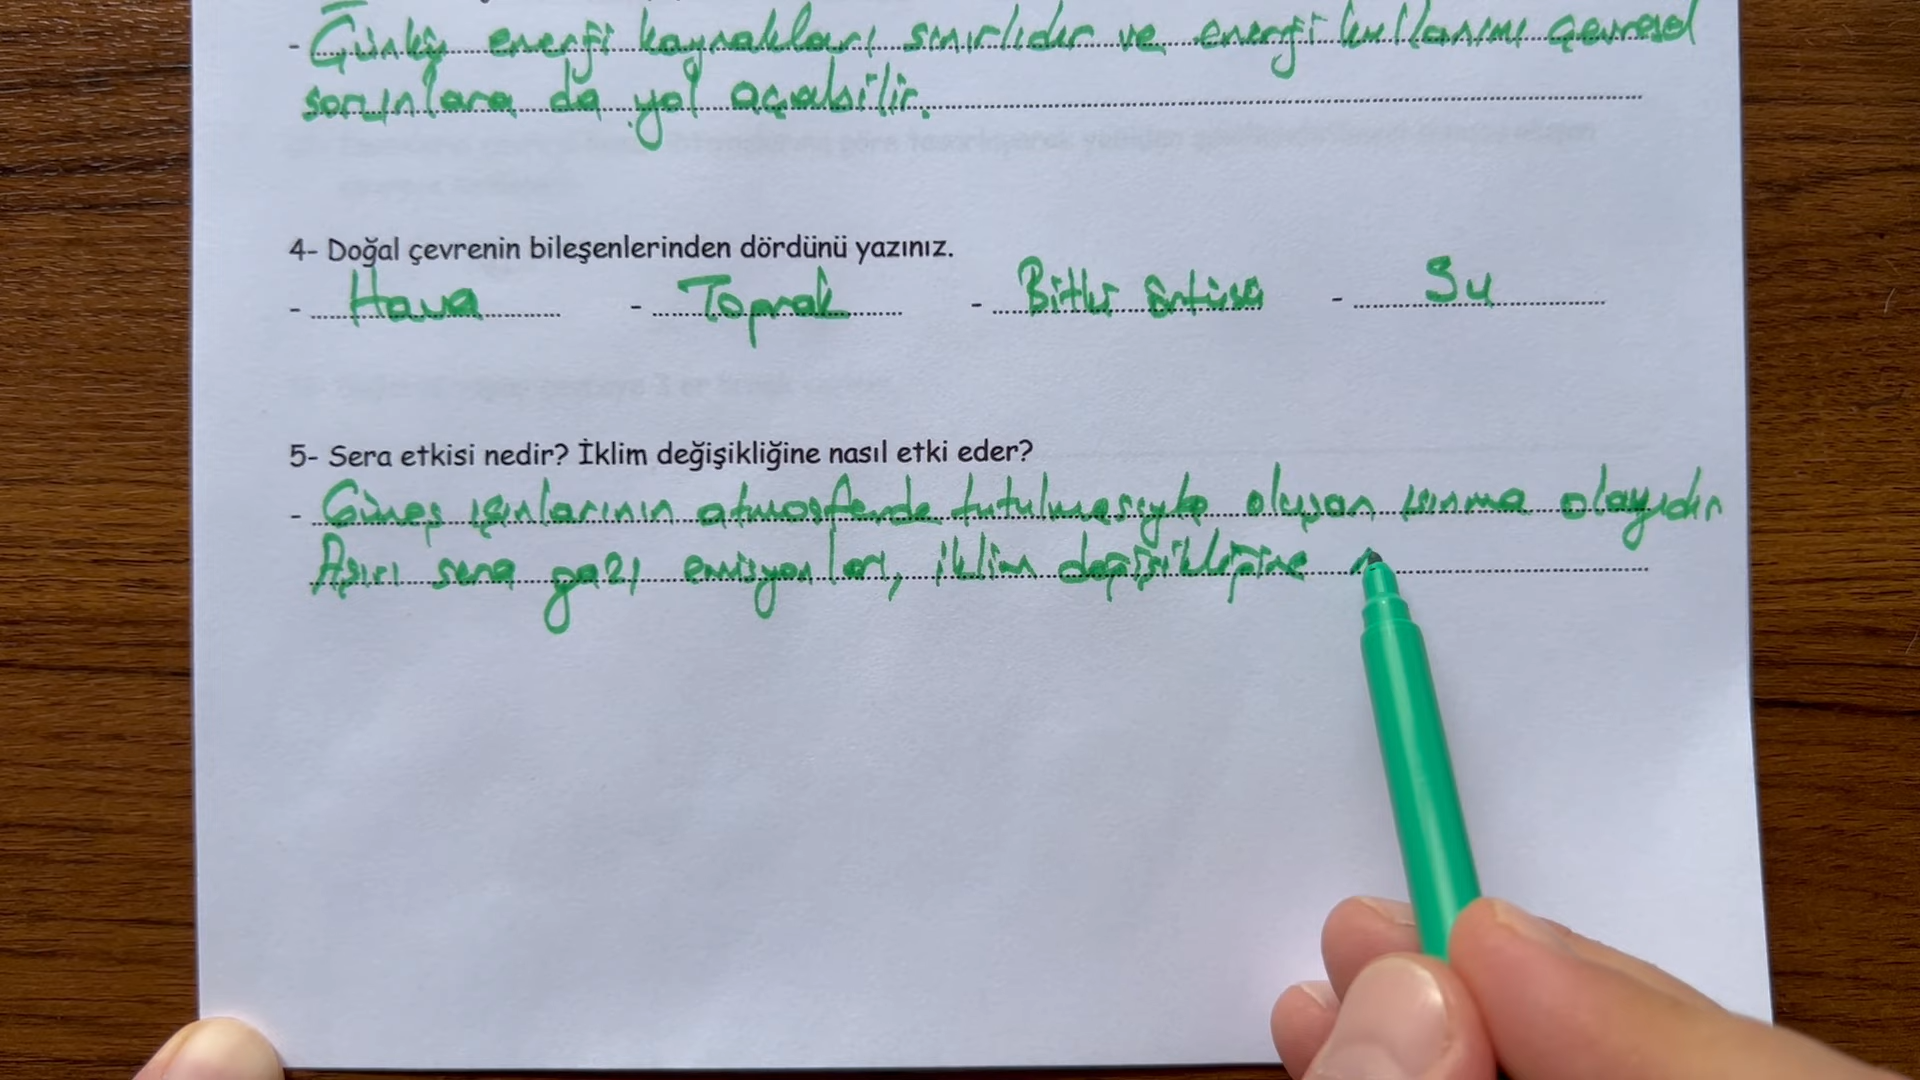 - Çünkü enerji kaynakları sınırlıdır ve enerji kullanımı çevresel
sorunlara da yol açabilir.
4- Doğal çevrenin bileşenlerinden dördünü yazınız.
- Hava - Toprak - Bitki örtüsü - Su
5- Sera etkisi nedir? İklim değişikliğine nasıl etki eder?
- Güneş ışınlarının atmosferde tutulmasıyla oluşan ısınma olayıdır
Aşırı sera gazı emisyonları, iklim değişikliğine